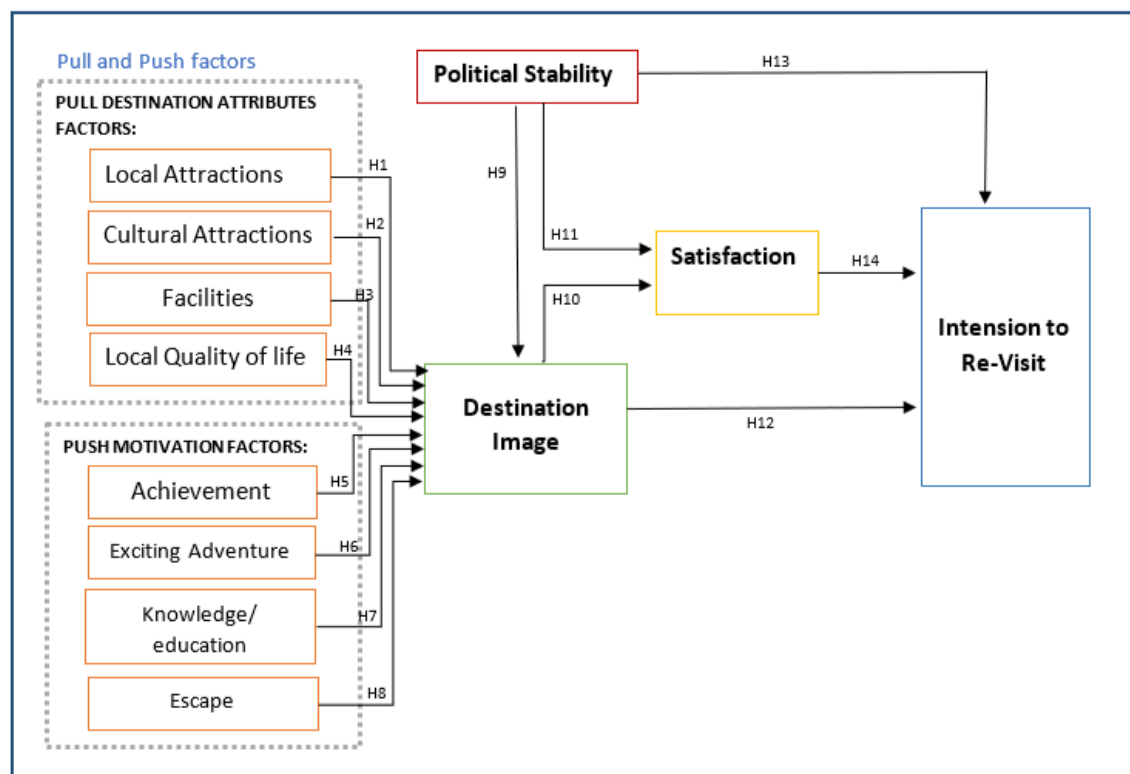 Pull and Push factors
PULL DESTINATION ATTRIBUTES
FACTORS:
Local Attractions
H1
Cultural Attractions
H2
Facilities
H3
Local Quality of life
H4
PUSH MOTIVATION FACTORS:
Achievement
H5
Exciting Adventure
H6
Knowledge/
education
H7
Escape
H8
Political Stability
H13
H9
H11
Satisfaction
H14
H10
Destination
Image
H12
Intension to
Re-Visit